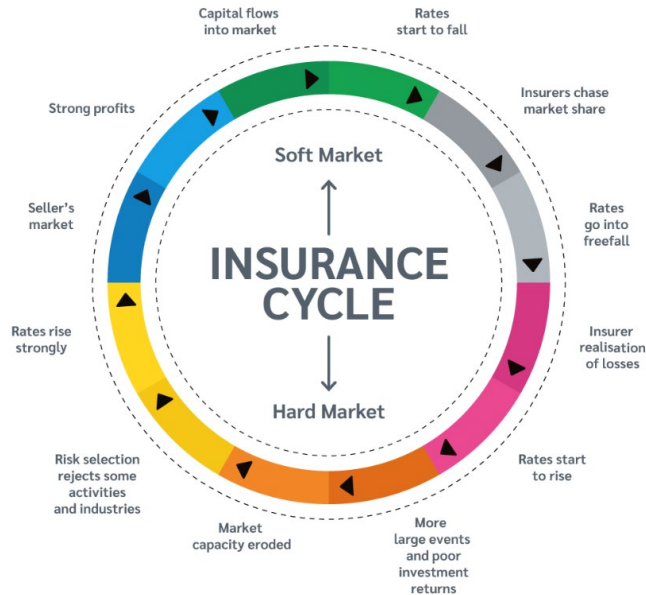 Capital flows
into market
Rates
start to fall
Insurers chase
market share
Rates
go into
freefall
Insurer
realisation
of losses
Rates start
to rise
More
large events
and poor
investment
returns
Market
capacity eroded
Risk selection
rejects some
activities
and industries
Rates rise
strongly
Seller's
market
Strong profits
Soft Market
INSURANCE
CYCLE
Hard Market